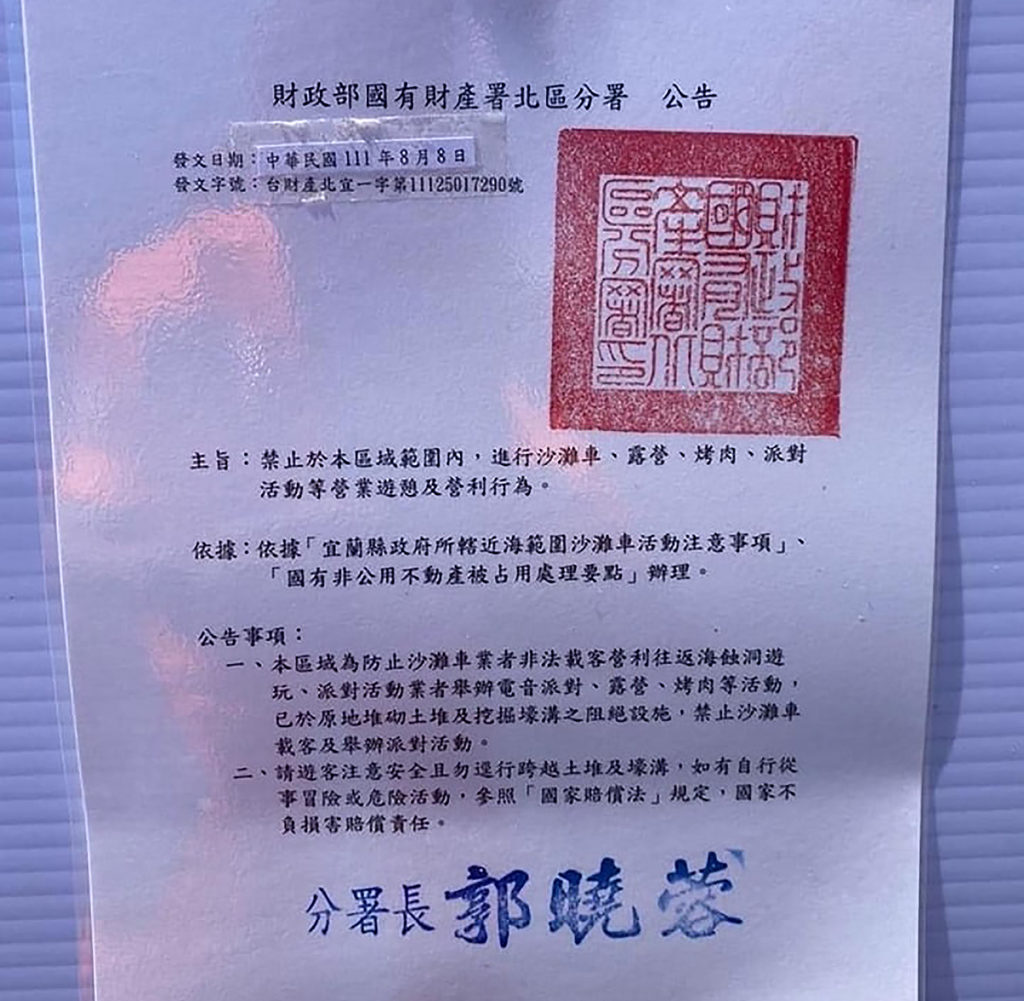 財政部國有財產署北區分署　公告
發文日期：中華民國111年8月8日
發文字號：台財產北宜一字第11125017290號
財政部
國有財
產署北
區分署印
主旨：禁止於本區域範圍內，進行沙灘車、露營、烤肉、派對
活動等營業遊憩及營利行為。
依據：依據「宜蘭縣政府所轄近海範圍沙灘車活動注意事項」、
「國有非公用不動產被占用處理要點」辦理。
公告事項：
一、本區域為防止沙灘車業者非法載客營利往返海蝕洞遊
玩、派對活動業者舉辦電音派對、露營、烤肉等活動，
已於原地堆砌土堆及挖掘壕溝之阻絕設施，禁止沙灘車
載客及舉辦派對活動。
二、請遊客注意安全且勿逕行跨越土堆及壕溝，如有自行從
事冒險或危險活動，參照「國家賠償法」規定，國家不
負損害賠償責任。
分署長 郭曉蓉